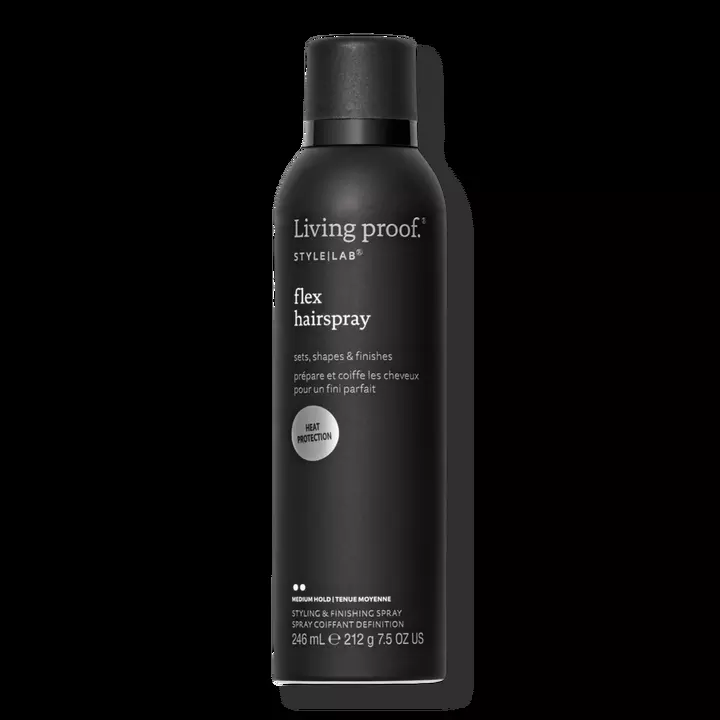 Living proof.®
STYLE|LAB®
flex
hairspray
sets, shapes & finishes
prépare et coiffe les cheveux
pour un fini parfait
HEAT
PROTECTION
MEDIUM HOLD | TENUE MOYENNE
STYLING & FINISHING SPRAY
SPRAY COIFFANT DEFINITION
246 mL ℮ 212 g 7.5 OZ US